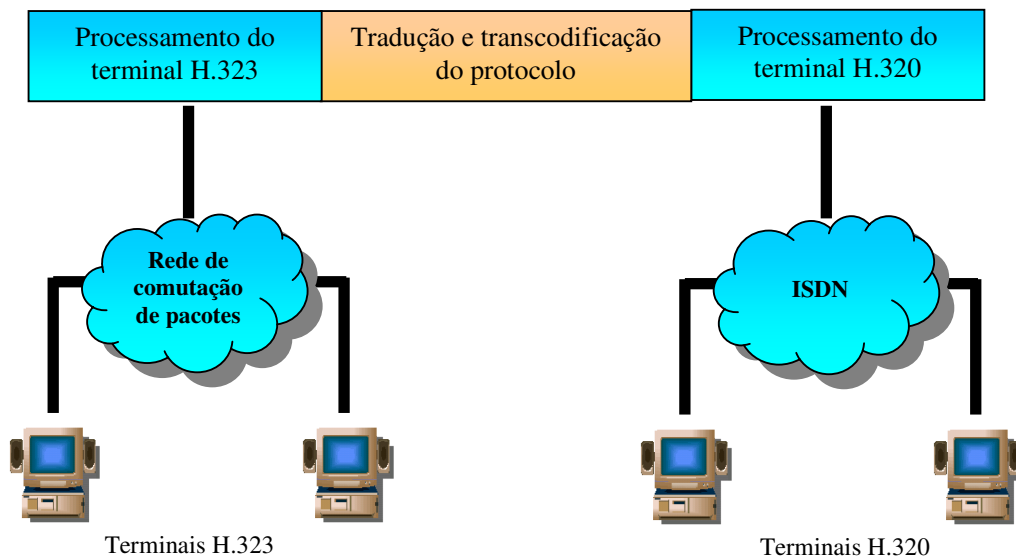 Processamento do
terminal H.323
Tradução e transcodificação
do protocolo
Processamento do
terminal H.320
Rede de
comutação
de pacotes
ISDN
Terminais H.323
Terminais H.320